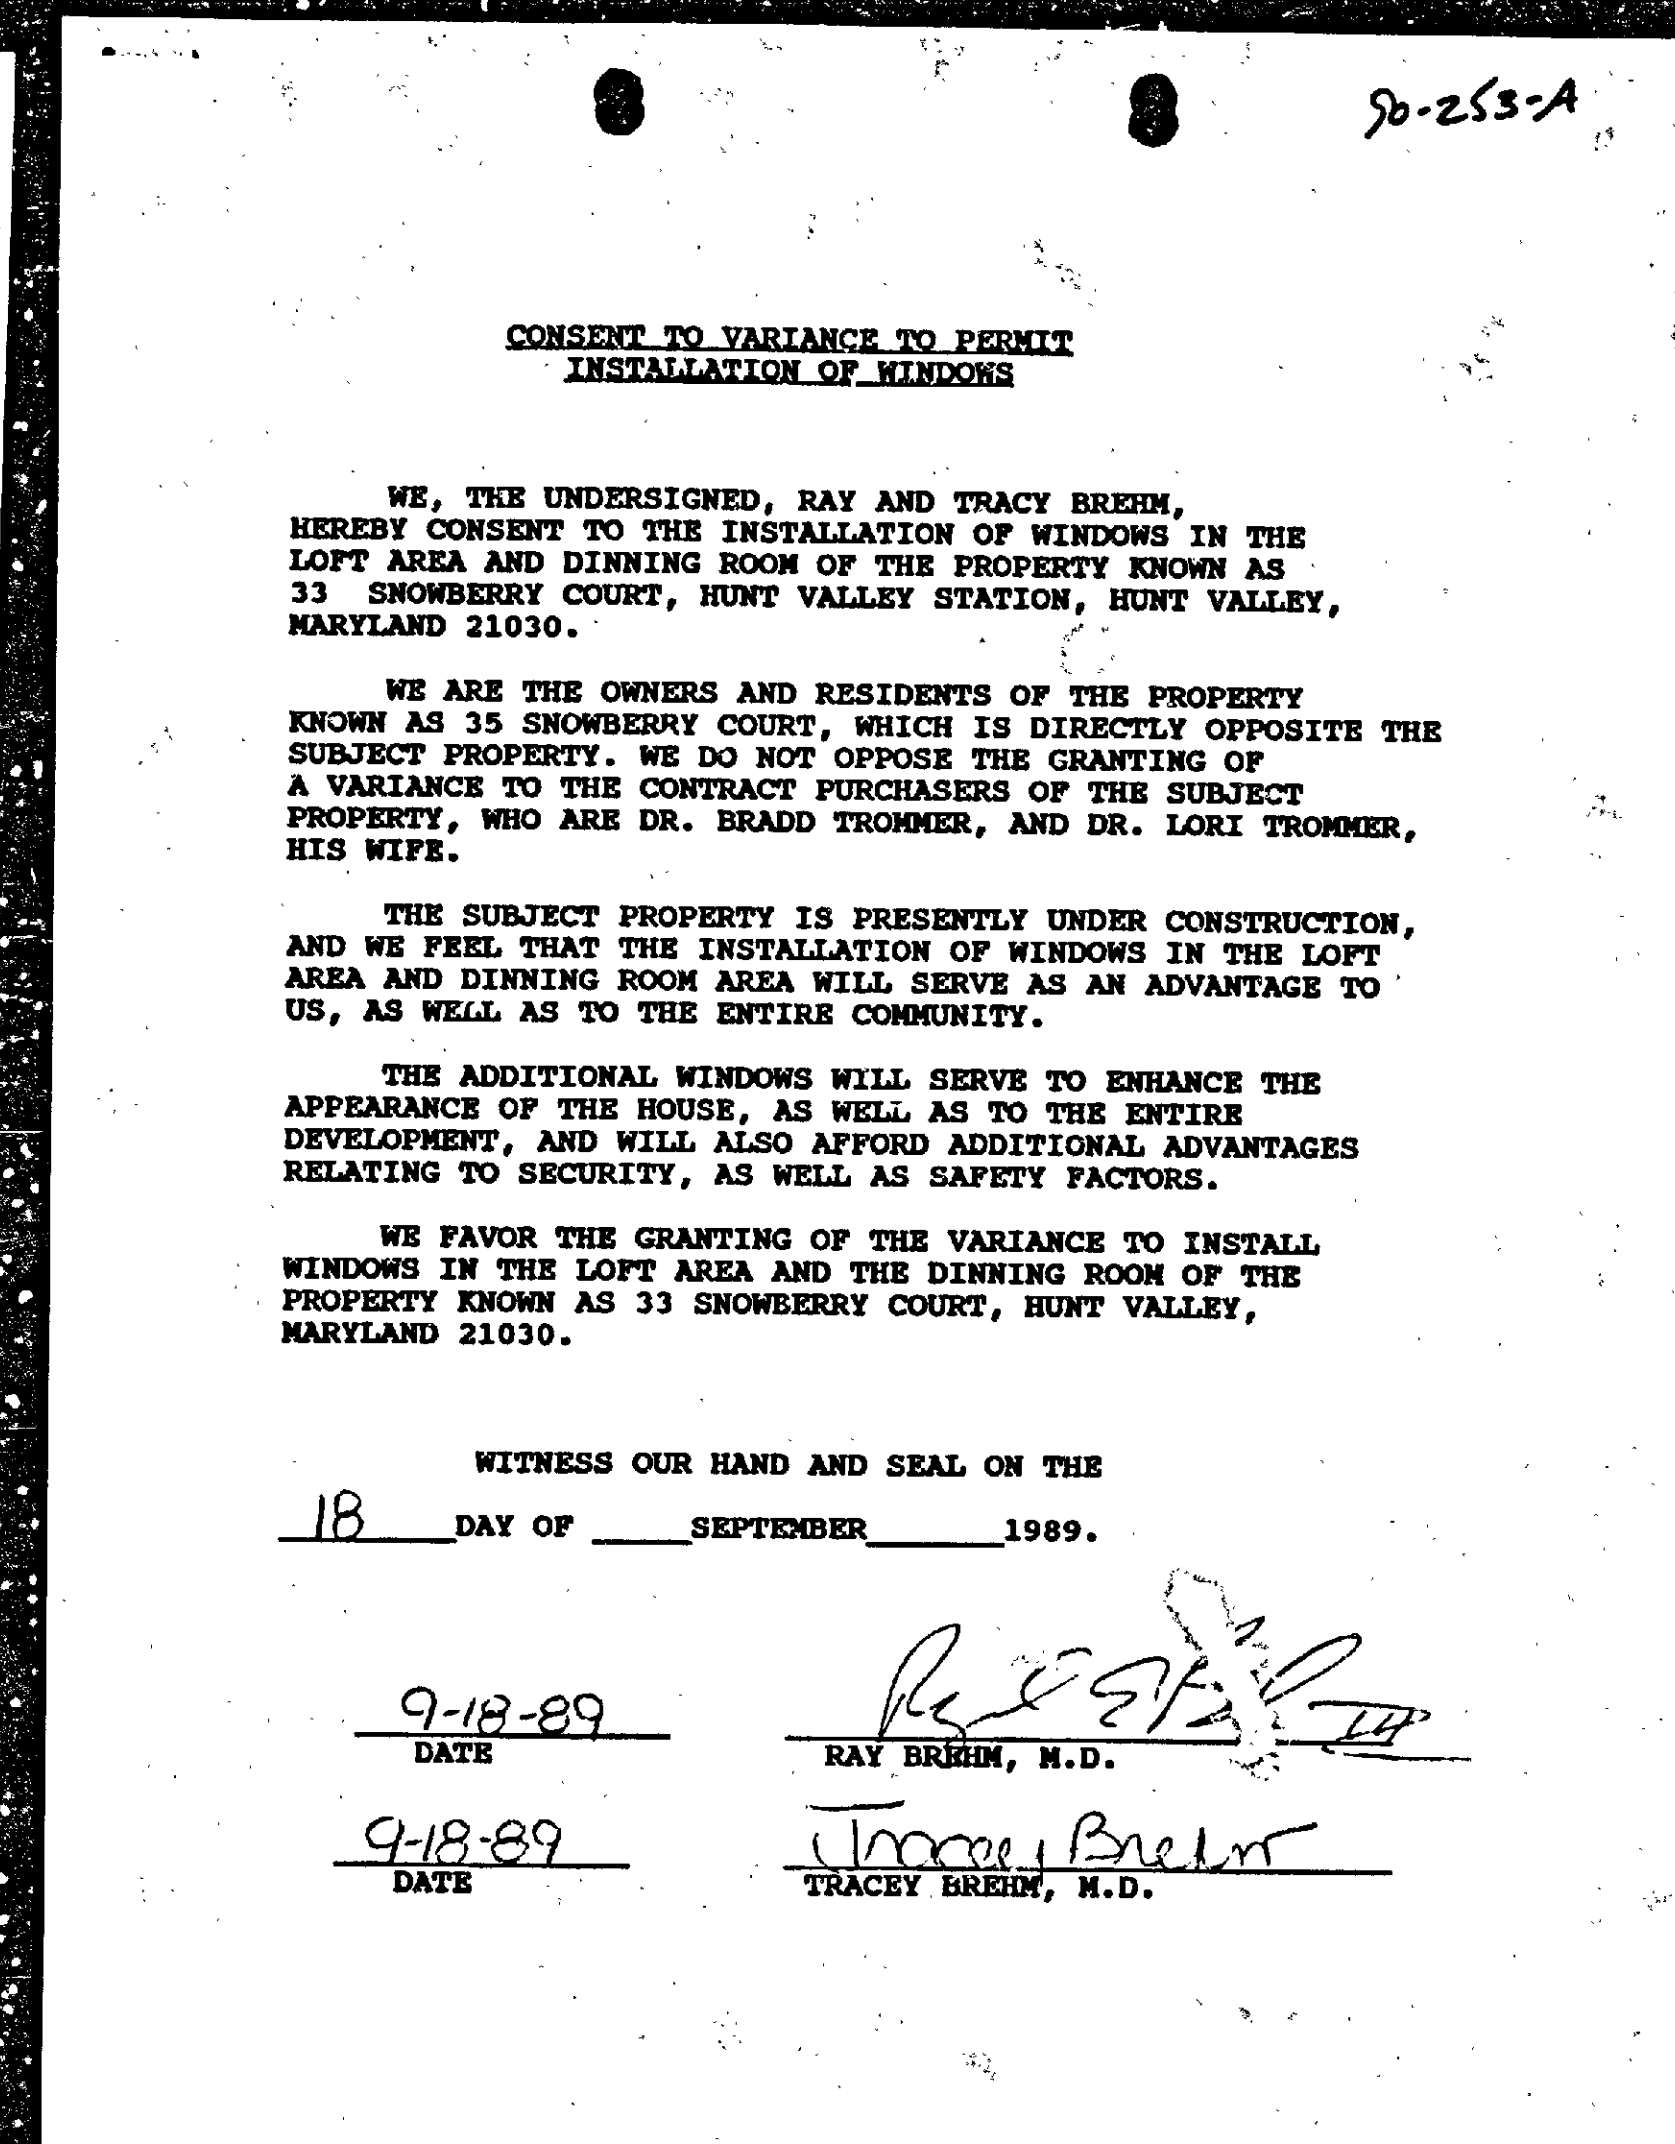 90-253-A
CONSENT TO VARIANCE TO PERMIT
INSTALLATION OF WINDOWS
WE, THE UNDERSIGNED, RAY AND TRACY BREHM,
HEREBY CONSENT TO THE INSTALLATION OF WINDOWS IN THE
LOFT AREA AND DINNING ROOM OF THE PROPERTY KNOWN AS
33 SNOWBERRY COURT, HUNT VALLEY STATION, HUNT VALLEY,
MARYLAND 21030.
WE ARE THE OWNERS AND RESIDENTS OF THE PROPERTY
KNOWN AS 35 SNOWBERRY COURT, WHICH IS DIRECTLY OPPOSITE THE
SUBJECT PROPERTY. WE DO NOT OPPOSE THE GRANTING OF
A VARIANCE TO THE CONTRACT PURCHASERS OF THE SUBJECT
PROPERTY, WHO ARE DR. BRADD TROMMER, AND DR. LORI TROMMER,
HIS WIFE.
THE SUBJECT PROPERTY IS PRESENTLY UNDER CONSTRUCTION,
AND WE FEEL THAT THE INSTALLATION OF WINDOWS IN THE LOFT
AREA AND DINNING ROOM AREA WILL SERVE AS AN ADVANTAGE TO
US, AS WELL AS TO THE ENTIRE COMMUNITY.
THE ADDITIONAL WINDOWS WILL SERVE TO ENHANCE THE
APPEARANCE OF THE HOUSE, AS WELL AS TO THE ENTIRE
DEVELOPMENT, AND WILL ALSO AFFORD ADDITIONAL ADVANTAGES
RELATING TO SECURITY, AS WELL AS SAFETY FACTORS.
WE FAVOR THE GRANTING OF THE VARIANCE TO INSTALL
WINDOWS IN THE LOFT AREA AND THE DINNING ROOM OF THE
PROPERTY KNOWN AS 33 SNOWBERRY COURT, HUNT VALLEY,
MARYLAND 21030.
WITNESS OUR HAND AND SEAL ON THE
18 DAY OF SEPTEMBER 1989.
9-18-89 III
DATE RAY BREHM, M.D.
9-18-89 Tracey Brehm
DATE TRACEY BREHM, M.D.